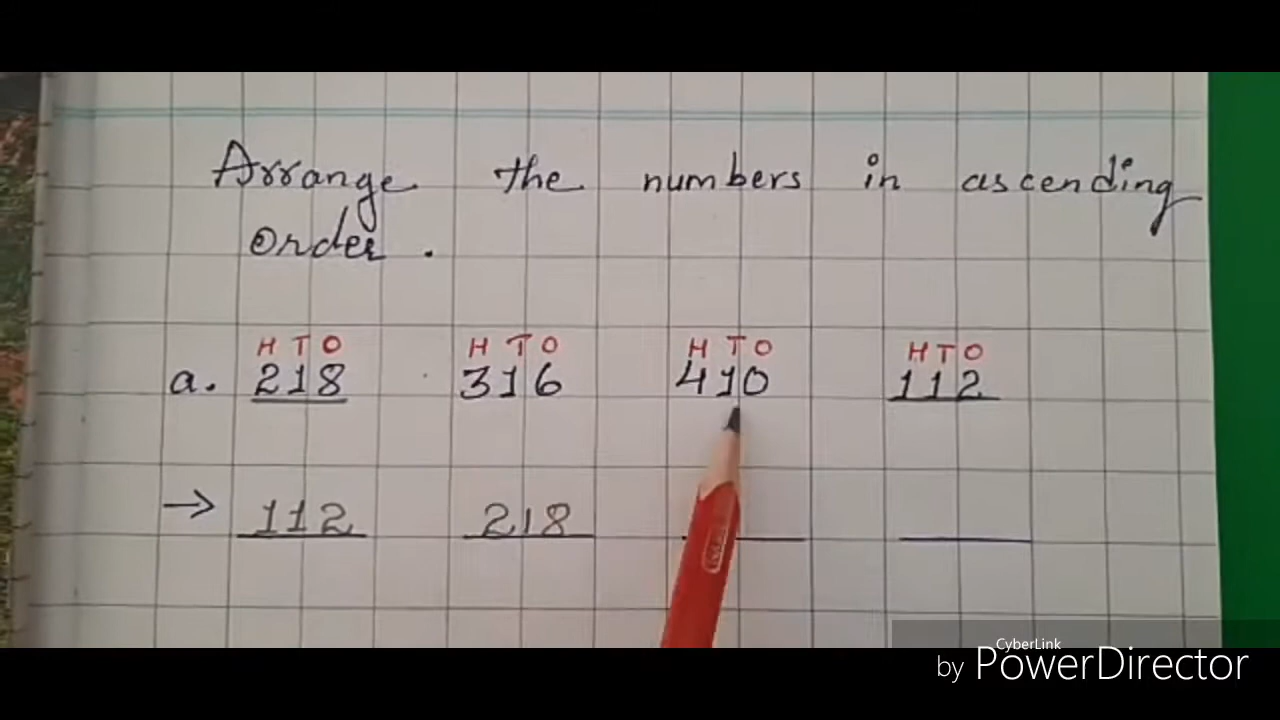 Arrange the numbers in ascending
order.
H T O H T O H T O H T O
a. 218 316 410 112
→ 112 218
CyberLink
by PowerDirector